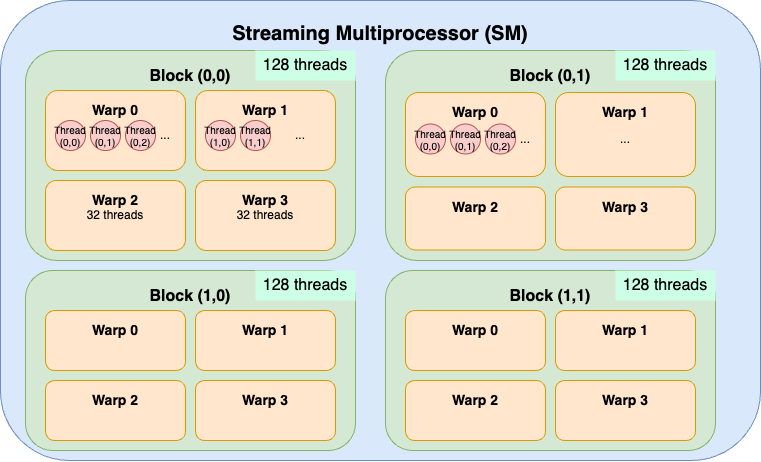 Streaming Multiprocessor (SM)
128 threads
Block (0,0)
Warp 0
Thread
(0,0)
Thread
(0,1)
Thread
(0,2)
...
Warp 1
Thread
(1,0)
Thread
(1,1)
...
Warp 2
32 threads
Warp 3
32 threads
128 threads
Block (0,1)
Warp 0
Thread
(0,0)
Thread
(0,1)
Thread
(0,2)
...
Warp 1
...
Warp 2
Warp 3
128 threads
Block (1,0)
Warp 0
Warp 1
Warp 2
Warp 3
128 threads
Block (1,1)
Warp 0
Warp 1
Warp 2
Warp 3